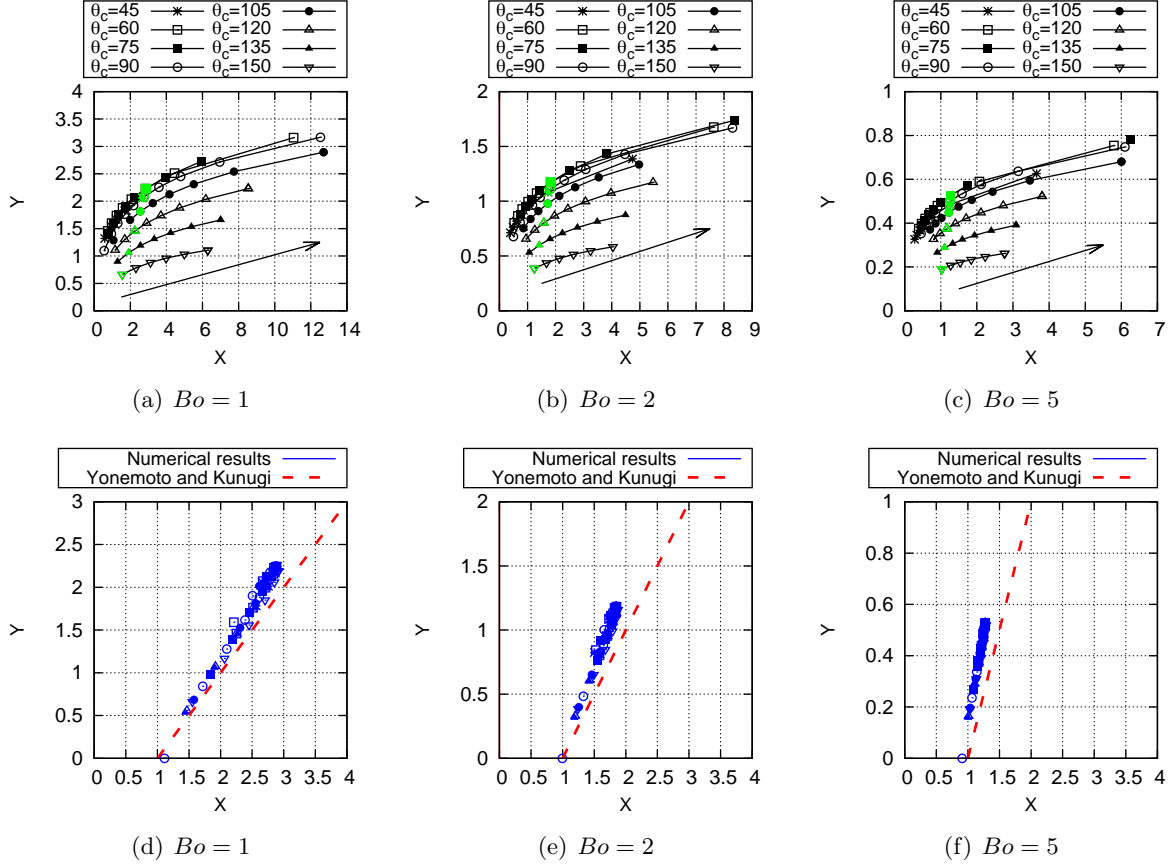 θc=45 θc=105
θc=60 θc=120
θc=75 θc=135
θc=90 θc=150
4
3.5
3
2.5
2
1.5
1
0.5
0
Y
0 2 4 6 8 10 12 14
X
(a) Bo = 1
θc=45 θc=105
θc=60 θc=120
θc=75 θc=135
θc=90 θc=150
2
1.5
1
0.5
0
Y
0 1 2 3 4 5 6 7 8 9
X
(b) Bo = 2
θc=45 θc=105
θc=60 θc=120
θc=75 θc=135
θc=90 θc=150
1
0.8
0.6
0.4
0.2
0
Y
0 1 2 3 4 5 6 7
X
(c) Bo = 5
Numerical results
Yonemoto and Kunugi
3
2.5
2
1.5
1
0.5
0
Y
0 0.5 1 1.5 2 2.5 3 3.5 4
X
(d) Bo = 1
Numerical results
Yonemoto and Kunugi
2
1.5
1
0.5
0
Y
0 0.5 1 1.5 2 2.5 3 3.5 4
X
(e) Bo = 2
Numerical results
Yonemoto and Kunugi
1
0.8
0.6
0.4
0.2
0
Y
0 0.5 1 1.5 2 2.5 3 3.5 4
X
(f) Bo = 5